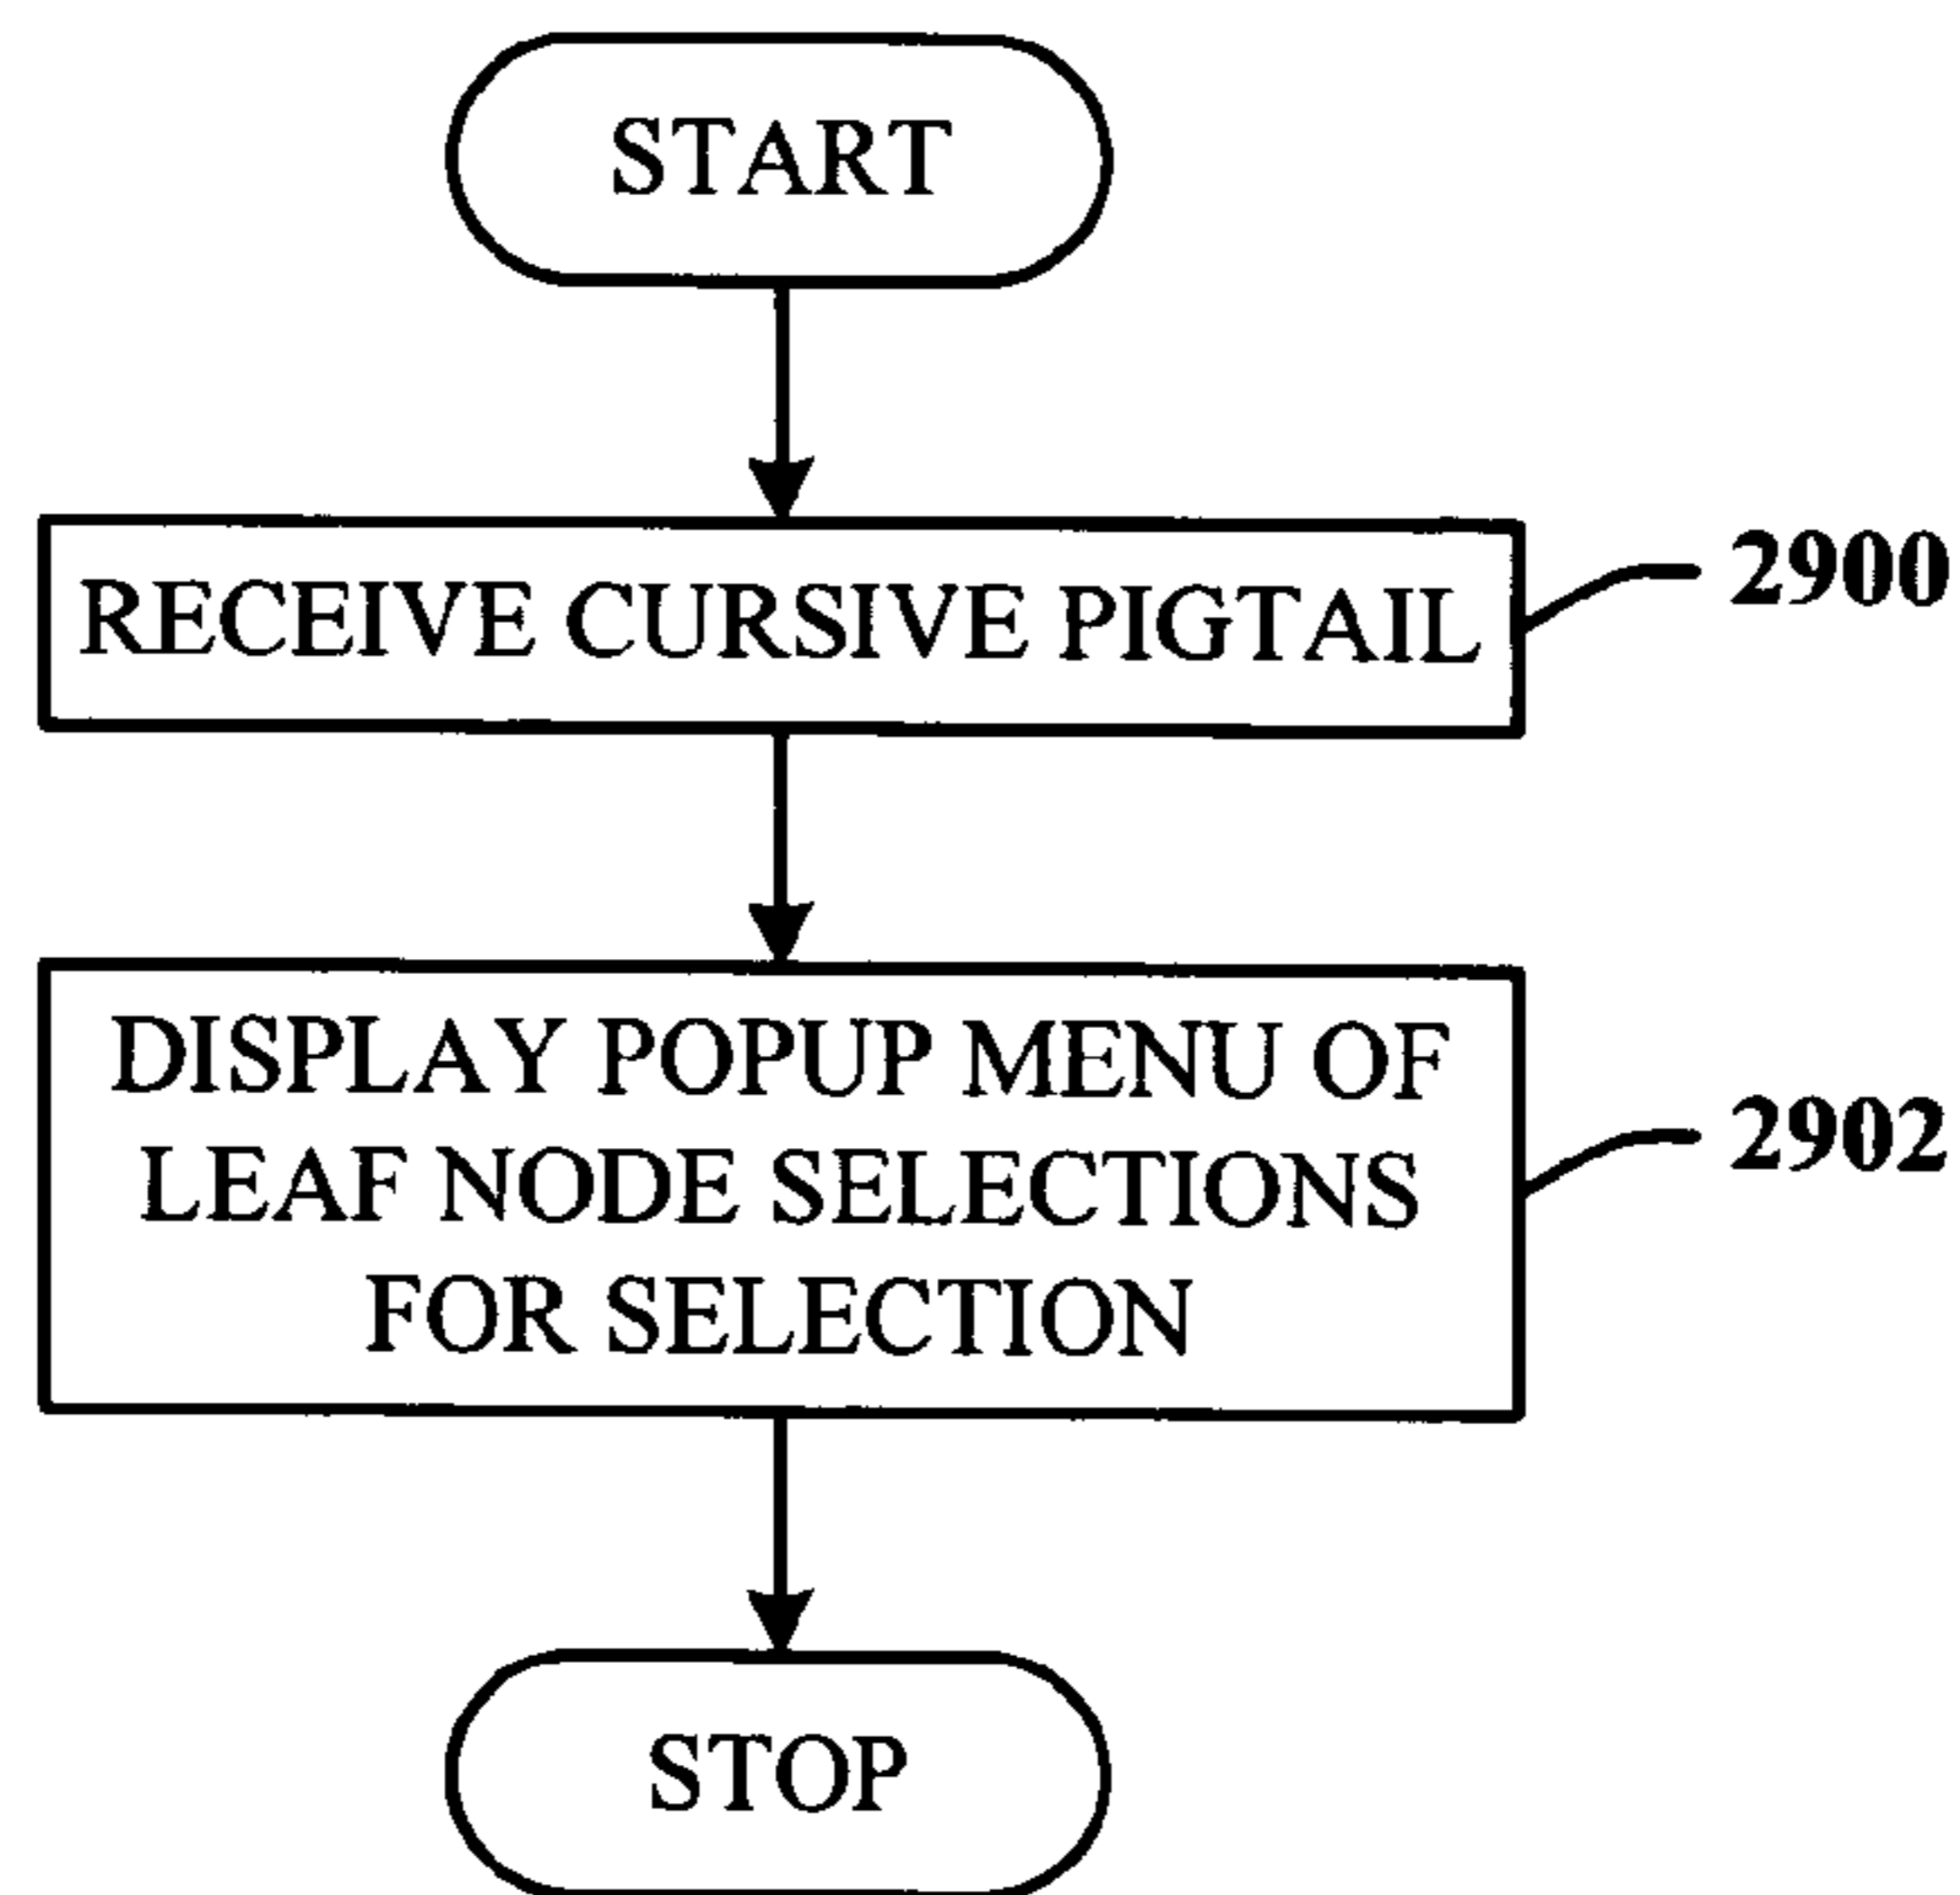 START
RECEIVE CURSIVE PIGTAIL
2900
DISPLAY POPUP MENU OF
LEAF NODE SELECTIONS
FOR SELECTION
2902
STOP